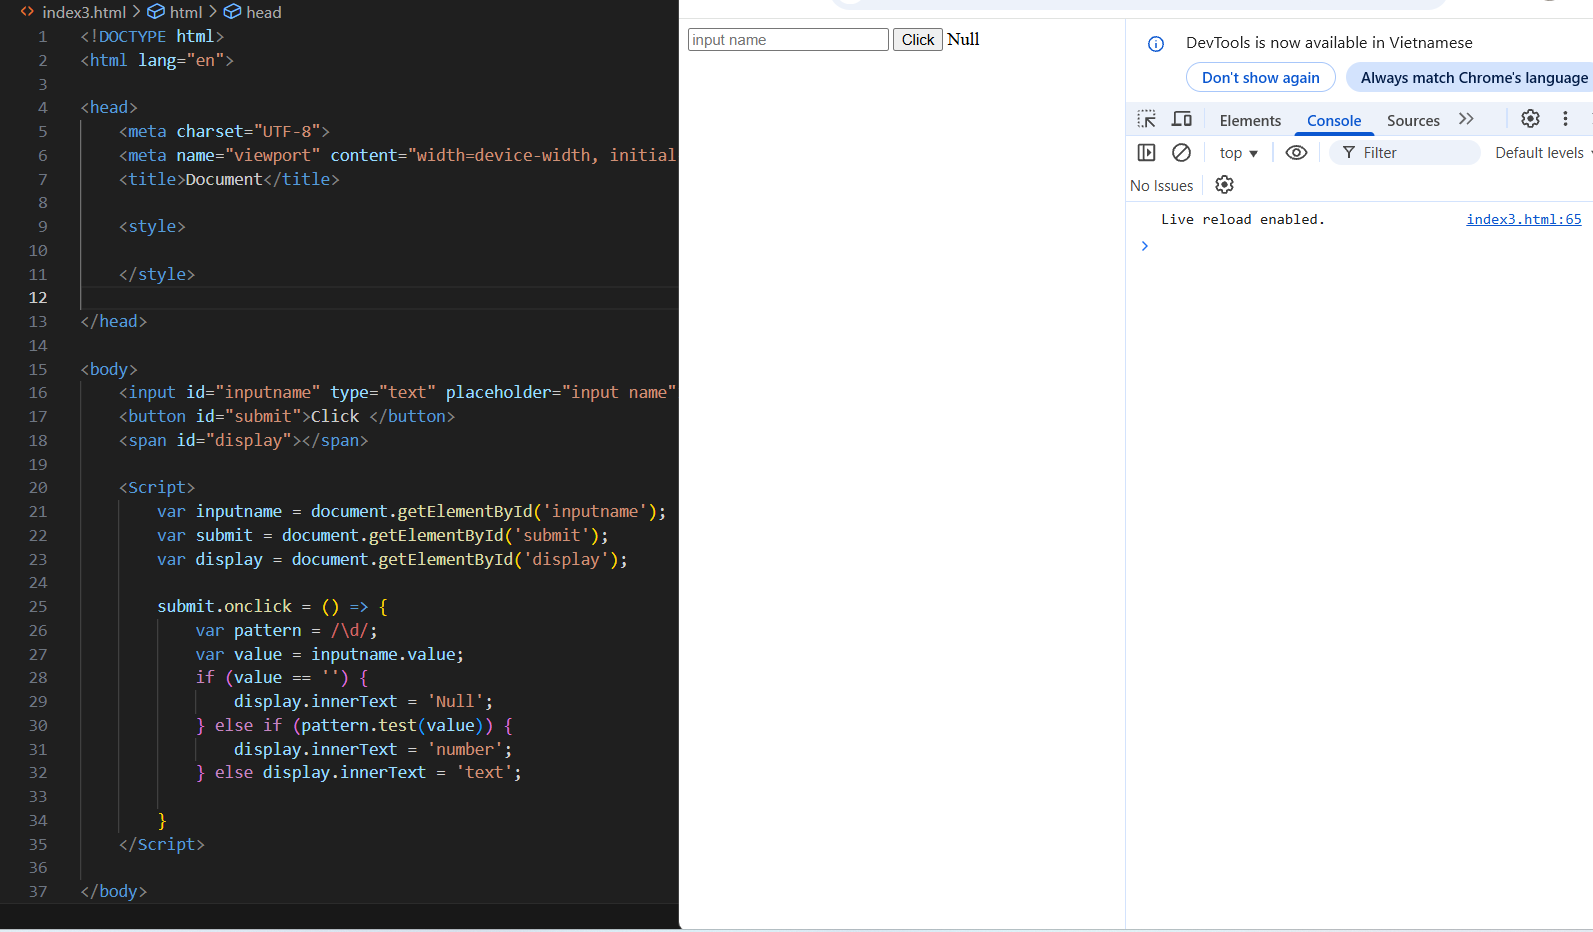 index3.html > html > head
1 <!DOCTYPE html>
2 <html lang="en">
3
4 <head>
5 <meta charset="UTF-8">
6 <meta name="viewport" content="width=device-width, initial
7 <title>Document</title>
8
9 <style>
10
11 </style>
12
13 </head>
14
15 <body>
16 <input id="inputname" type="text" placeholder="input name"
17 <button id="submit">Click </button>
18 <span id="display"></span>
19
20 <Script>
21 var inputname = document.getElementById('inputname');
22 var submit = document.getElementById('submit');
23 var display = document.getElementById('display');
24
25 submit.onclick = () => {
26 var pattern = /\d/;
27 var value = inputname.value;
28 if (value == '') {
29 display.innerText = 'Null';
30 } else if (pattern.test(value)) {
31 display.innerText = 'number';
32 } else display.innerText = 'text';
33
34 }
35 </Script>
36
37 </body>
input name Click Null
DevTools is now available in Vietnamese
Don't show again Always match Chrome's language
Elements Console Sources
top Filter Default levels
No Issues
Live reload enabled. index3.html:65